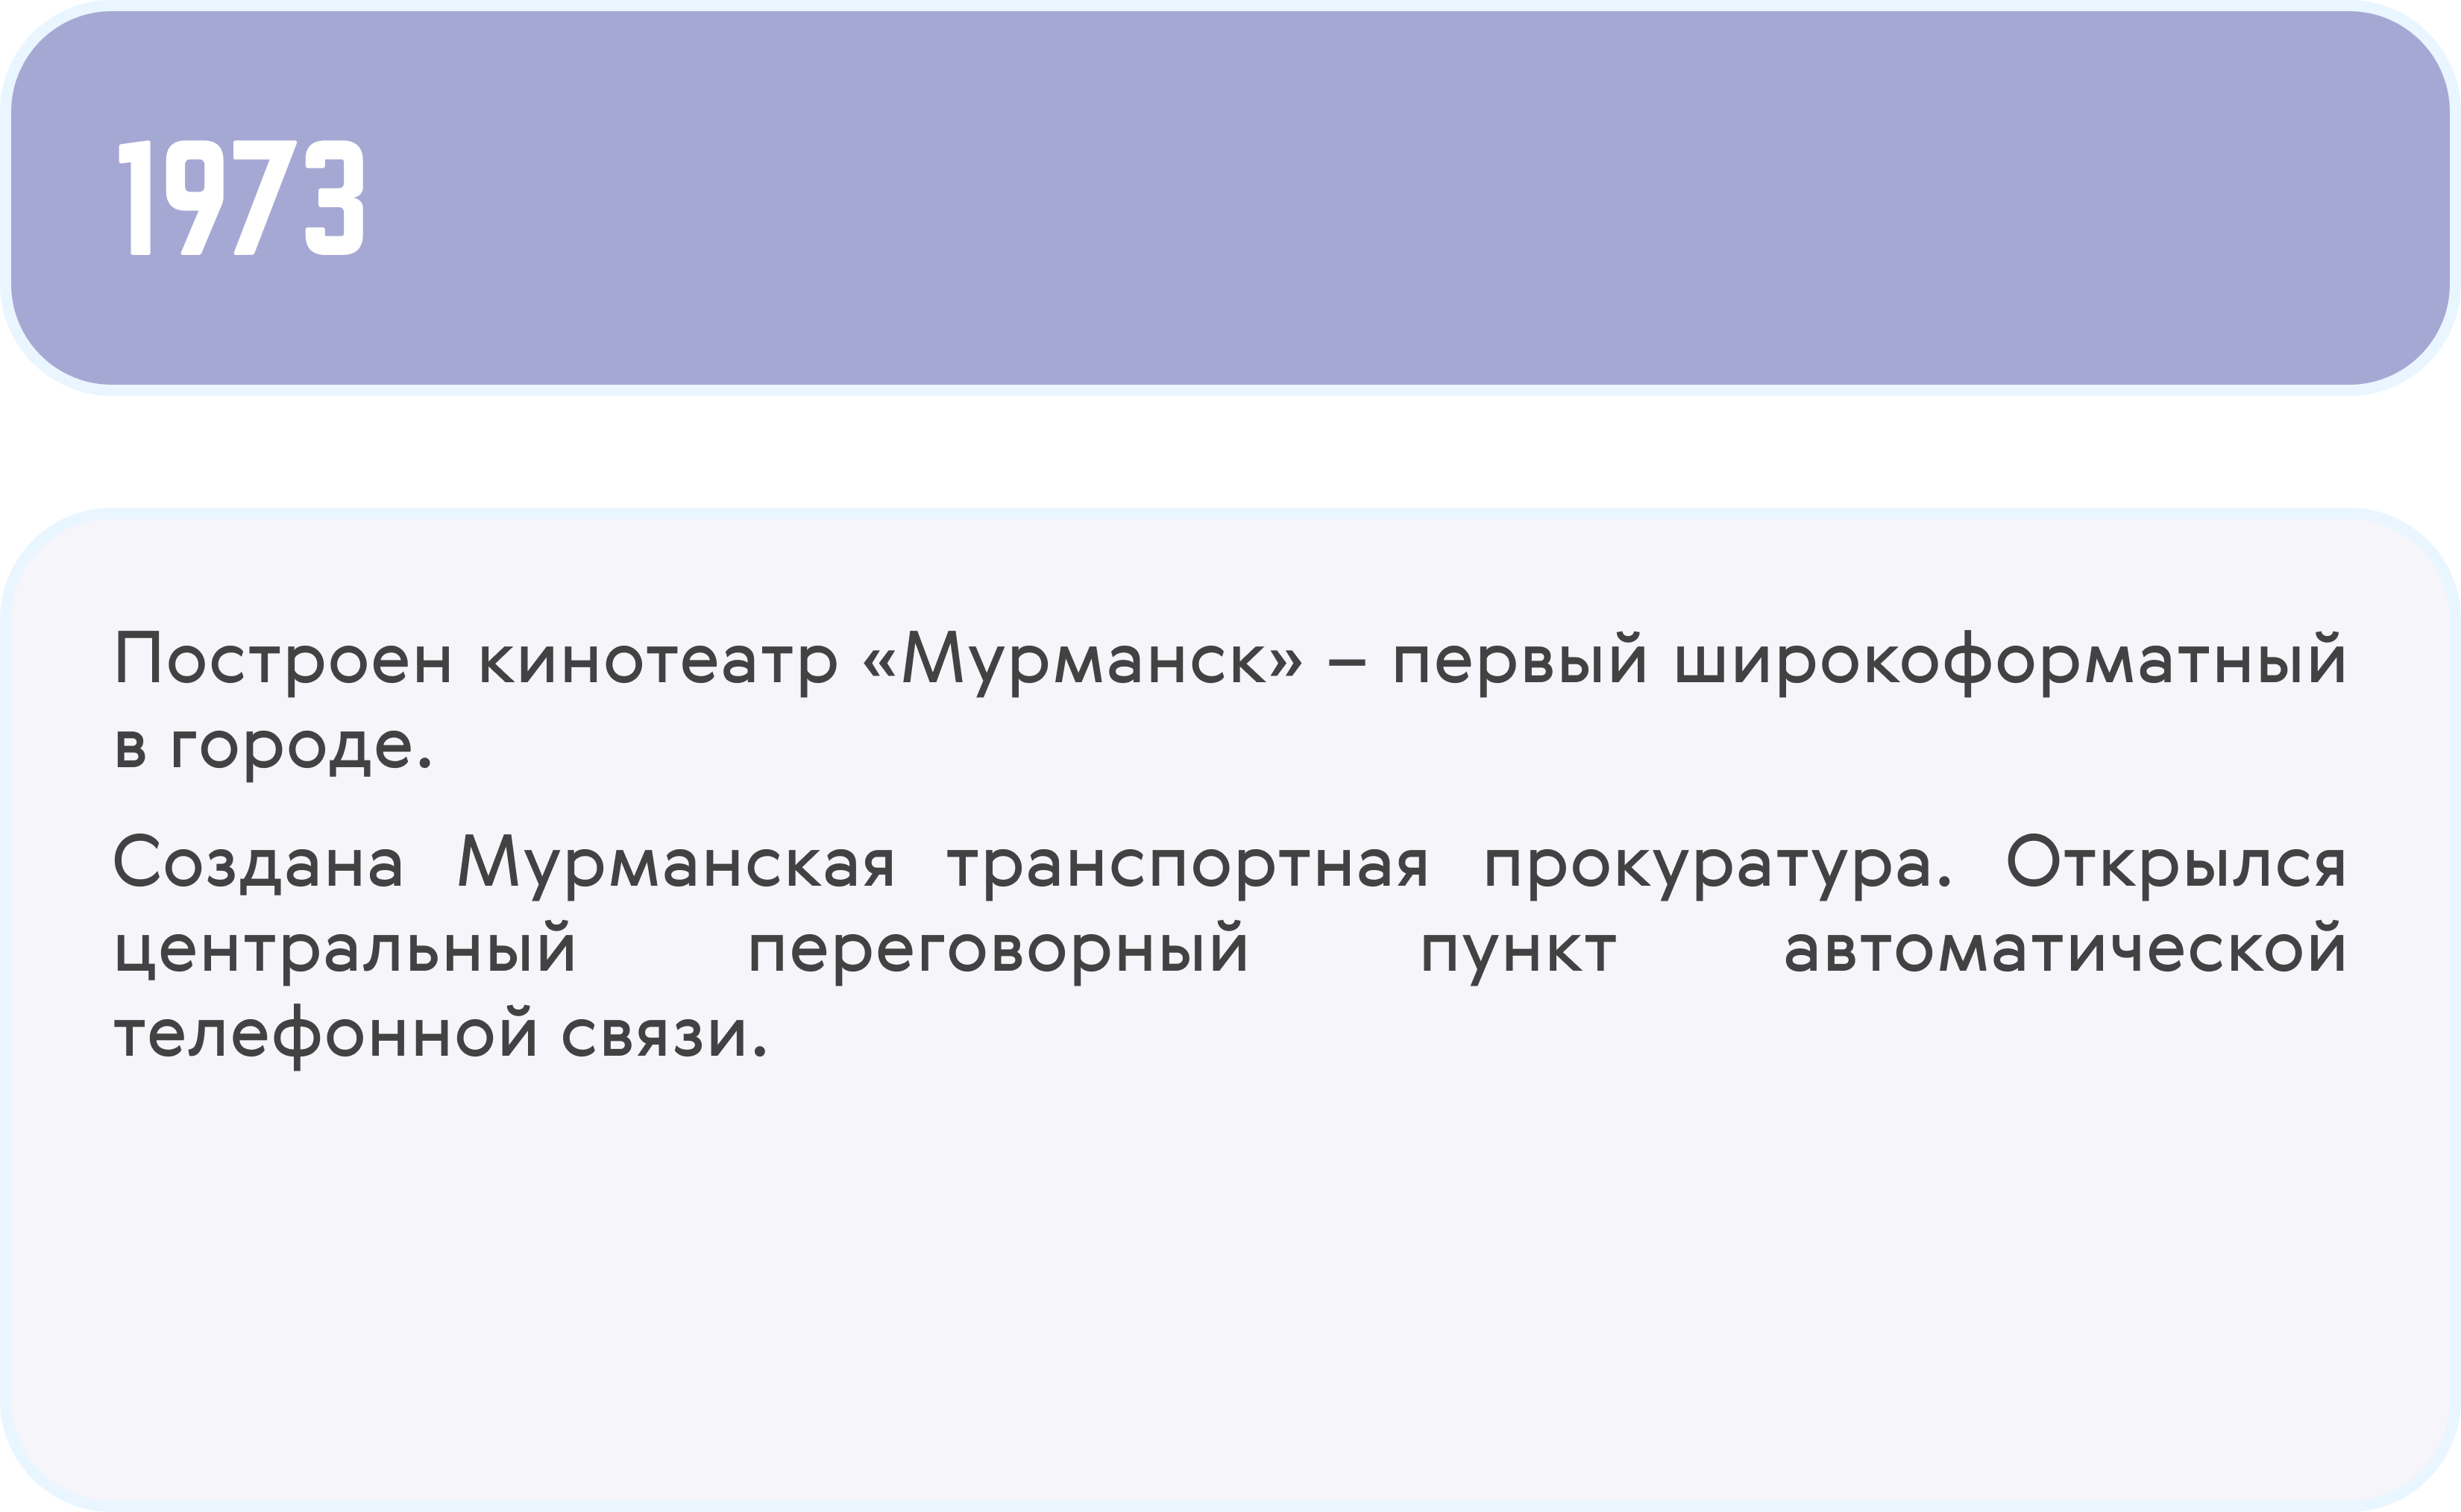 1973
Построен кинотеатр «Мурманск» – первый широкоформатный
в городе.
Создана Мурманская транспортная прокуратура. Открылся
центральный переговорный пункт автоматической
телефонной связи.